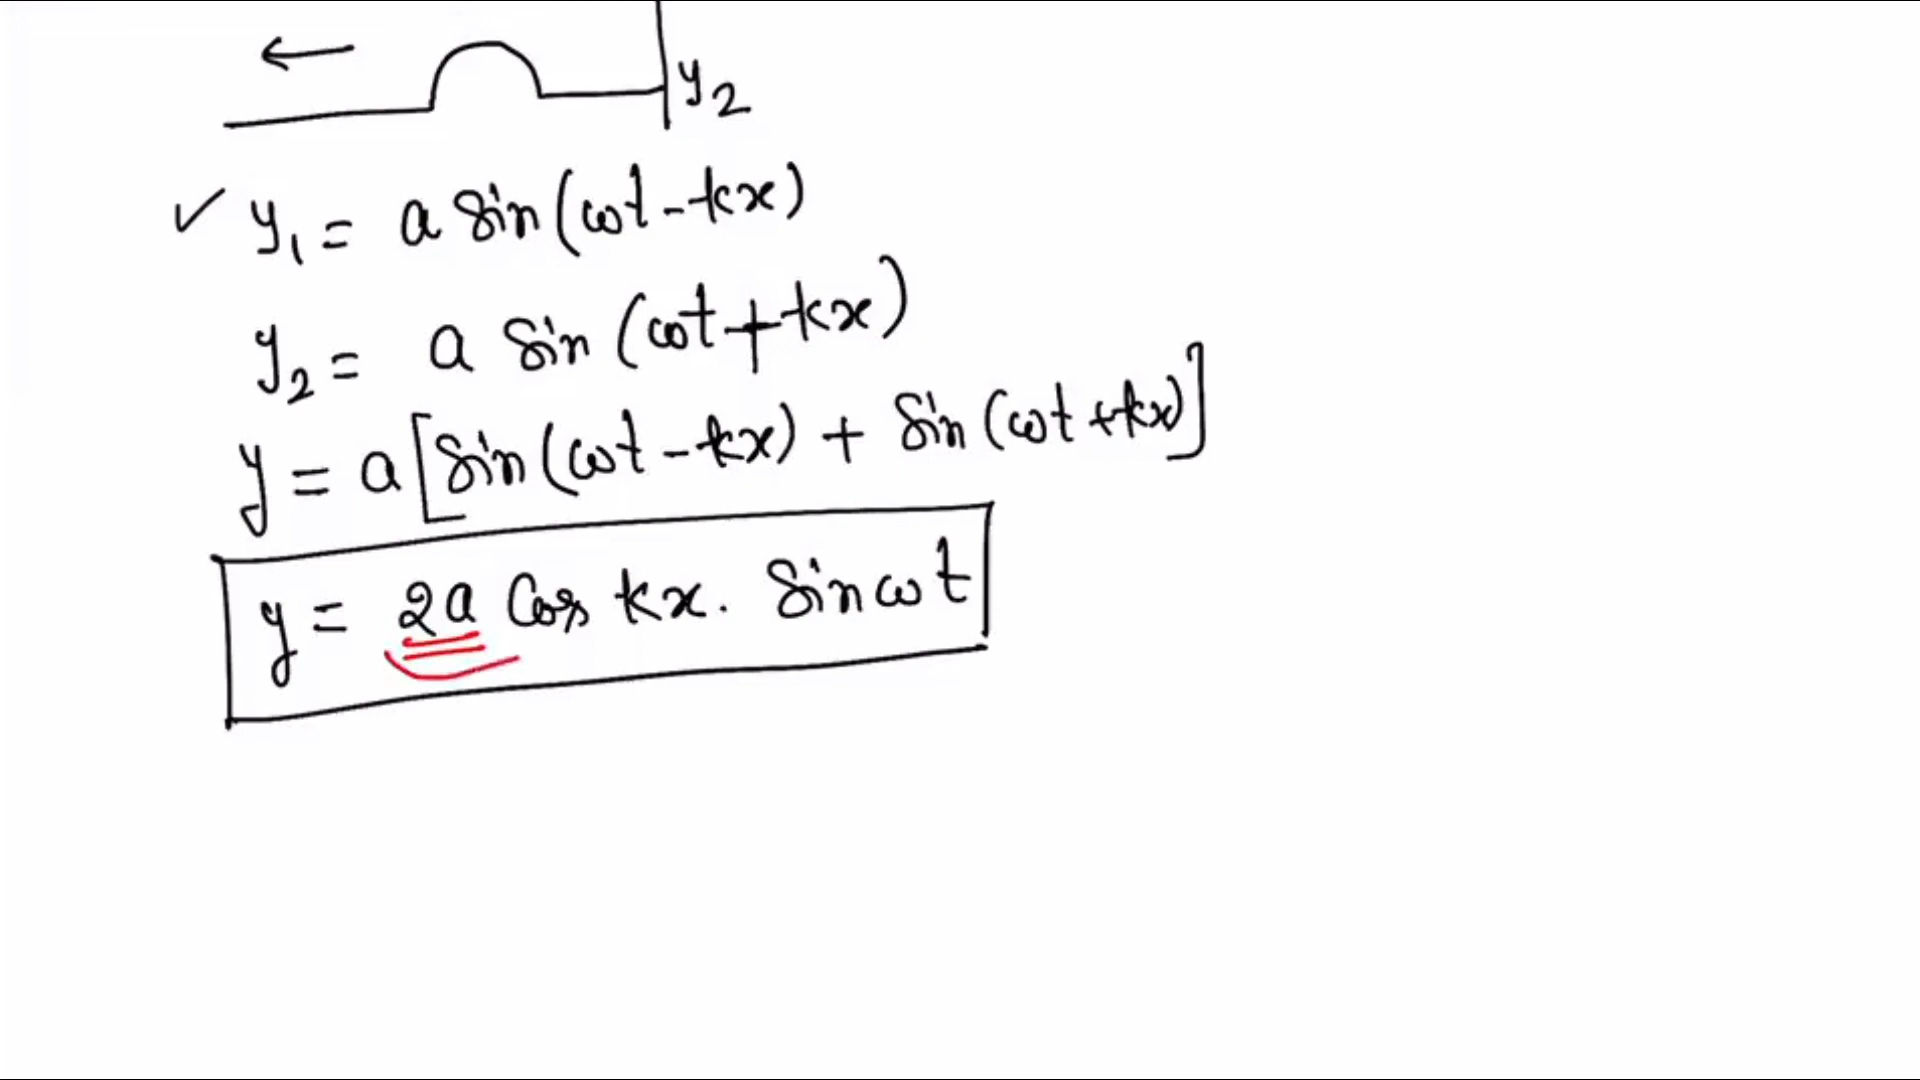 y₂
✓ y₁ = a sin(ωt-kx)
y₂ = a sin (ωt+kx)
y = a[sin(ωt-kx) + sin(ωt+kx)]
y = 2a Cos kx. Sin ωt